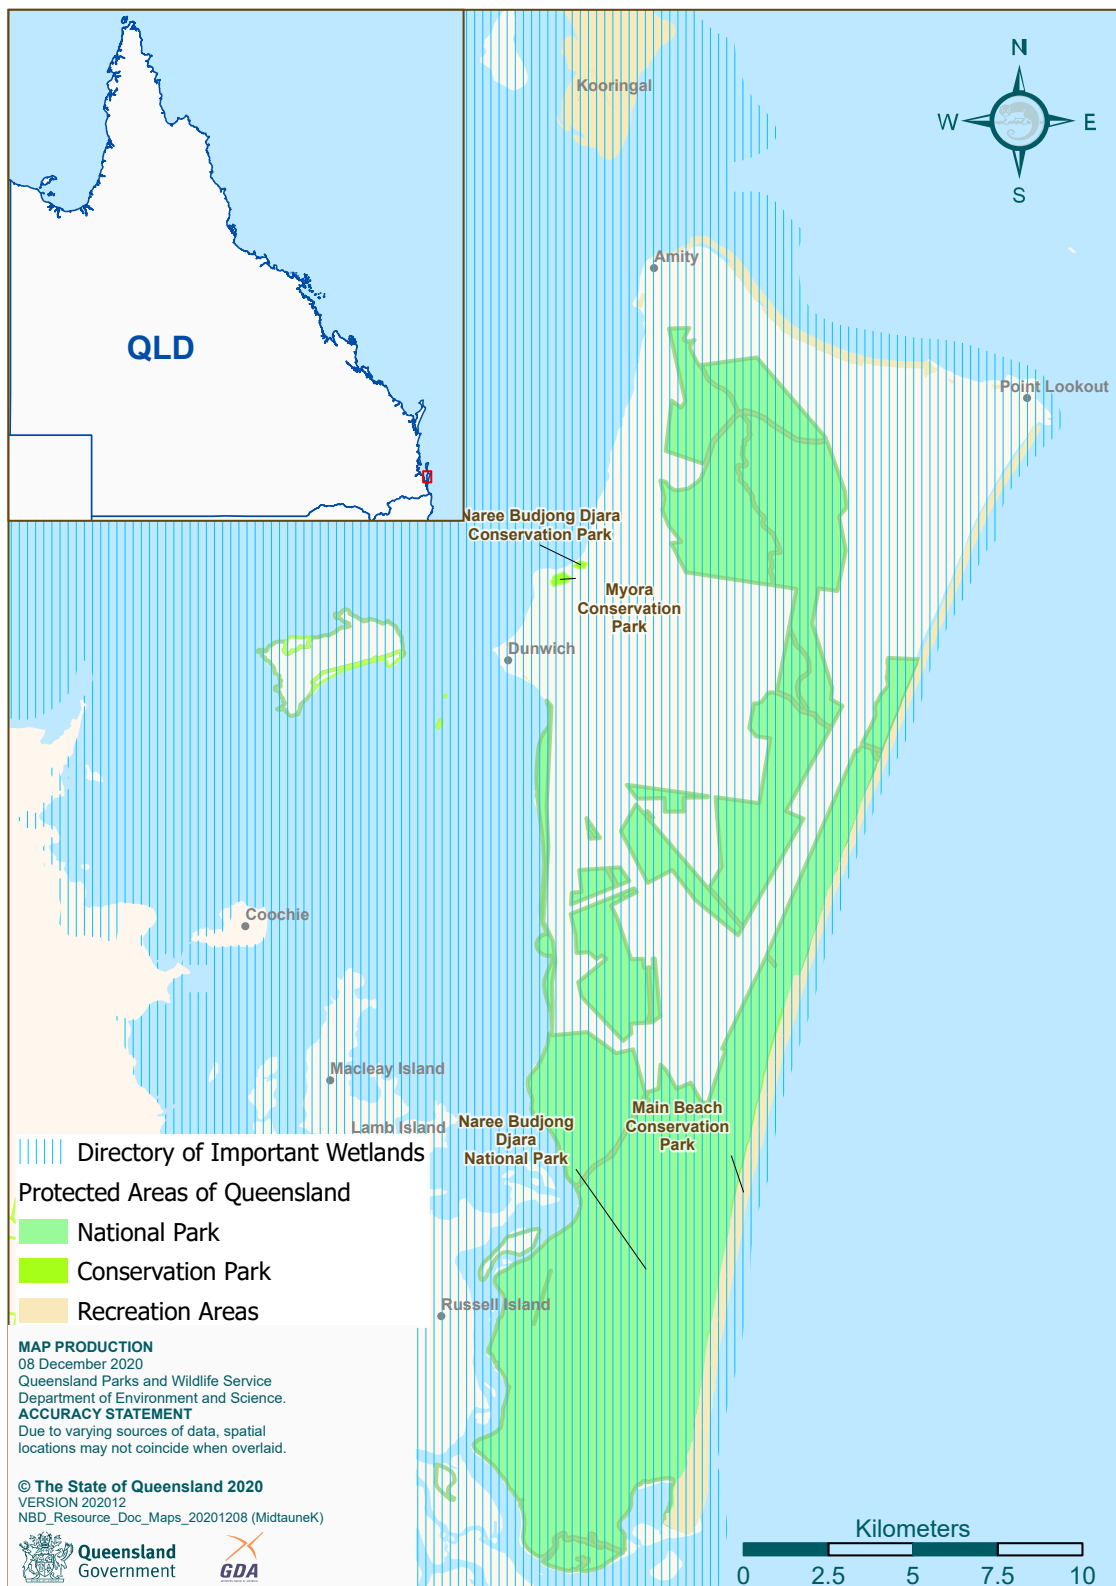 Kooringal
N
W
E
S
Amity
QLD
Point Lookout
Naree Budjong Djara
Conservation Park
Myora
Conservation
Park
Dunwich
Coochie
Macleay Island
Lamb Island
Naree Budjong
Djara
National Park
Main Beach
Conservation
Park
Russell Island
Directory of Important Wetlands
Protected Areas of Queensland
National Park
Conservation Park
Recreation Areas
MAP PRODUCTION
08 December 2020
Queensland Parks and Wildlife Service
Department of Environment and Science.
ACCURACY STATEMENT
Due to varying sources of data, spatial
locations may not coincide when overlaid.
© The State of Queensland 2020
VERSION 202012
NBD_Resource_Doc_Maps_20201208 (MidtauneK)
Queensland
Government
GDA
Kilometers
0 2.5 5 7.5 10